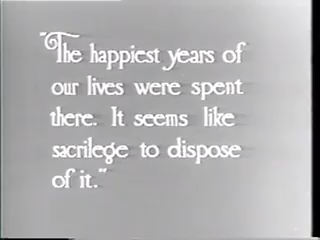 "The happiest years of
our lives were spent
there. It seems like
sacrilege to dispose
of it."